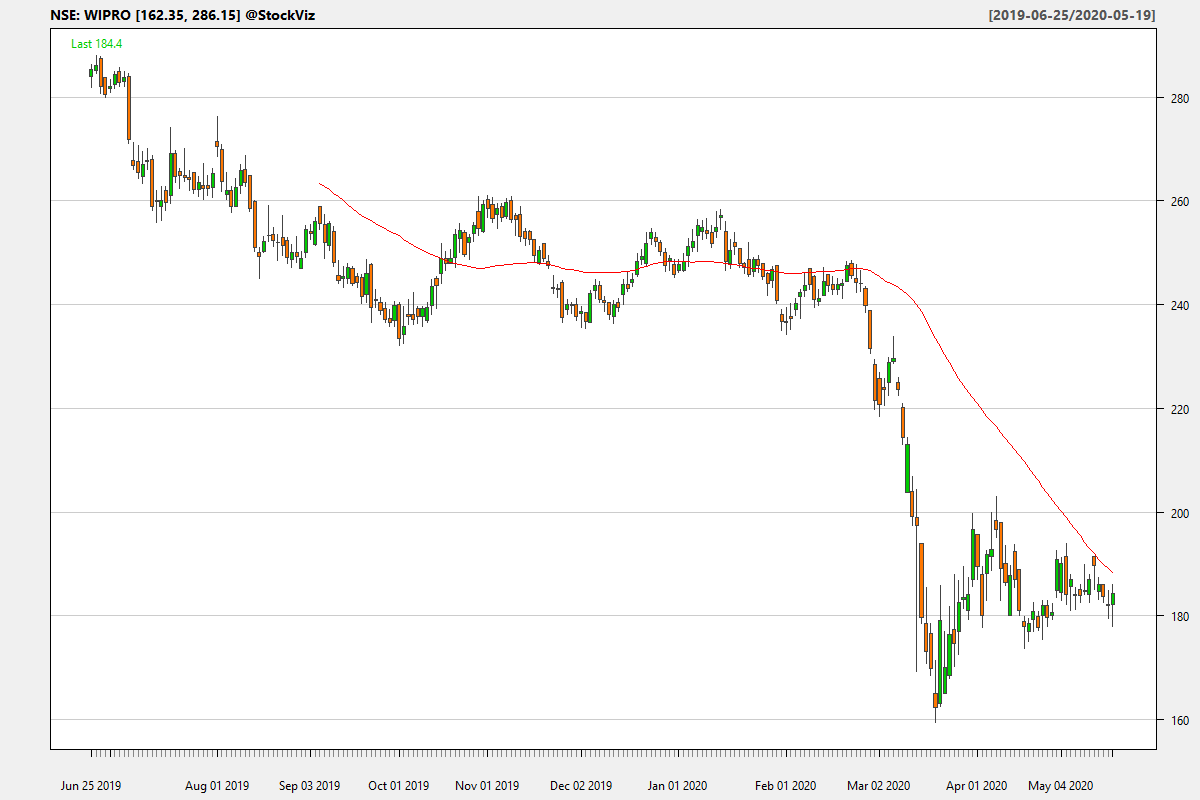 NSE: WIPRO [162.35, 286.15] @StockViz [2019-06-25/2020-05-19]
Last 184.4
280
260
240
220
200
180
160
Jun 25 2019 Aug 01 2019 Sep 03 2019 Oct 01 2019 Nov 01 2019 Dec 02 2019 Jan 01 2020 Feb 01 2020 Mar 02 2020 Apr 01 2020 May 04 2020